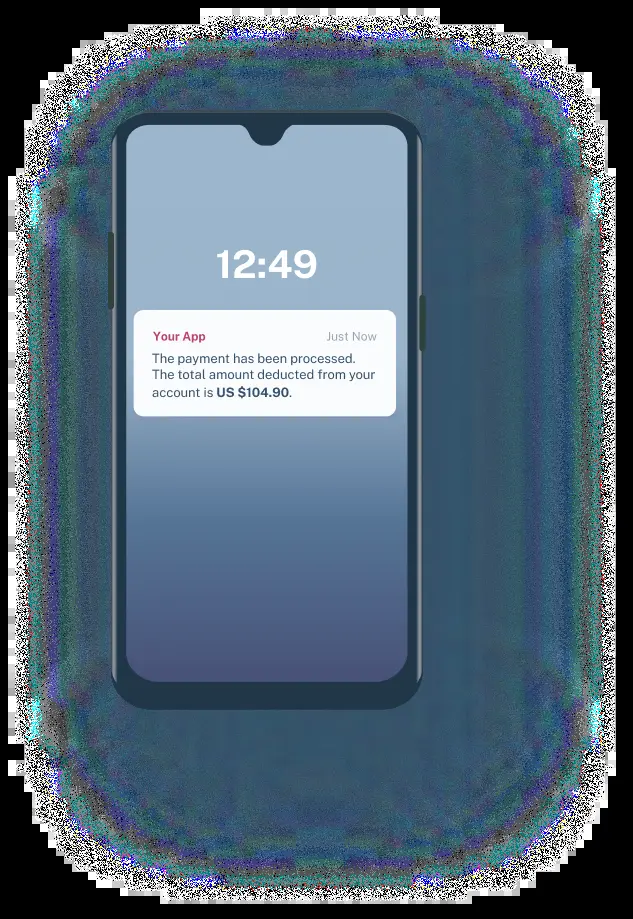 12:49
Your App Just Now
The payment has been processed.
The total amount deducted from your
account is US $104.90.